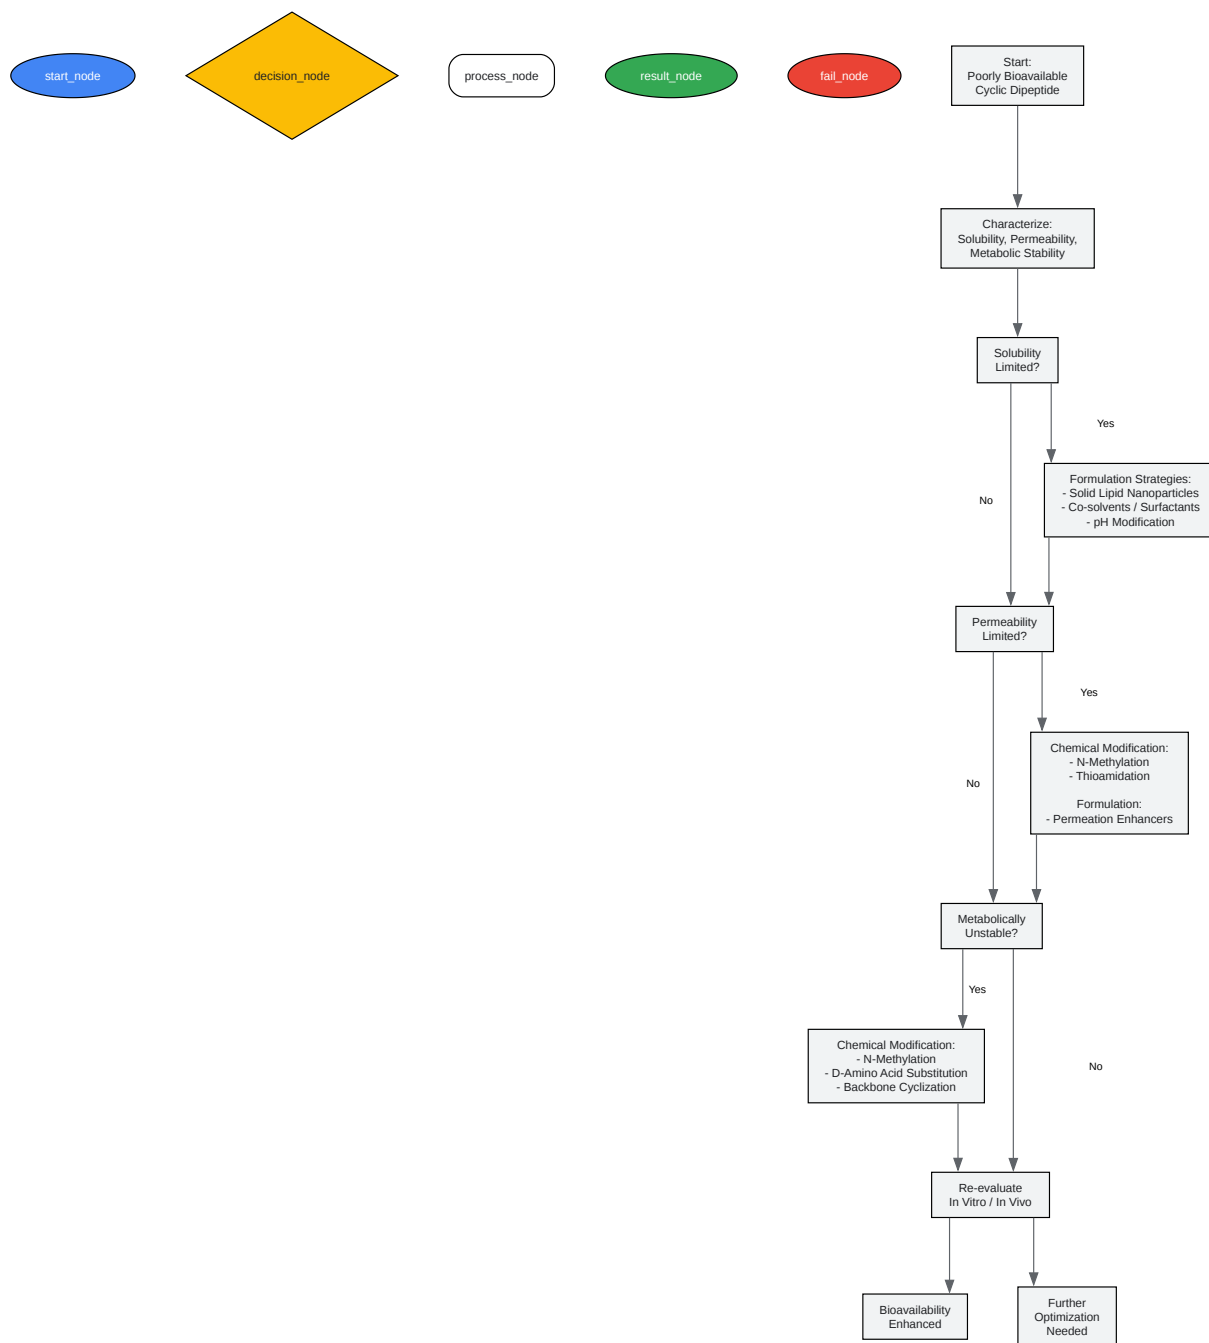 start_node
decision_node
process_node
result_node
fail_node
Start:
Poorly Bioavailable
Cyclic Dipeptide
Characterize:
Solubility, Permeability,
Metabolic Stability
Solubility
Limited?
Yes
Formulation Strategies:
- Solid Lipid Nanoparticles
- Co-solvents / Surfactants
- pH Modification
No
Permeability
Limited?
Yes
Chemical Modification:
- N-Methylation
- Thioamidation
Formulation:
- Permeation Enhancers
No
Metabolically
Unstable?
Yes
Chemical Modification:
- N-Methylation
- D-Amino Acid Substitution
- Backbone Cyclization
No
Re-evaluate
In Vitro / In Vivo
Bioavailability
Enhanced
Further
Optimization
Needed